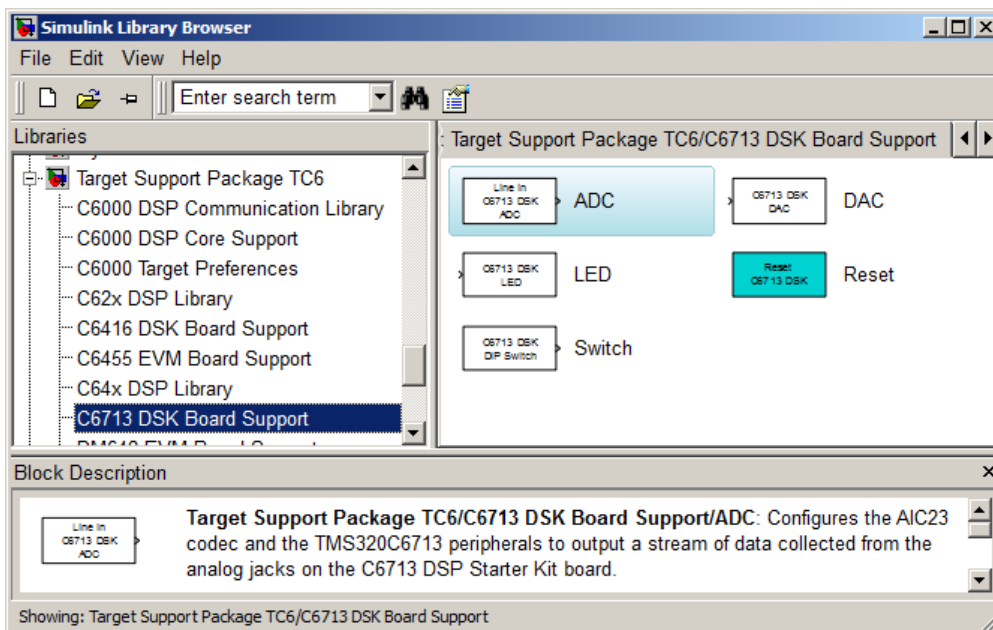 Simulink Library Browser
File Edit View Help
Enter search term
Libraries
: Target Support Package TC6/C6713 DSK Board Support
Target Support Package TC6
C6000 DSP Communication Library
C6000 DSP Core Support
C6000 Target Preferences
C62x DSP Library
C6416 DSK Board Support
C6455 EVM Board Support
C64x DSP Library
C6713 DSK Board Support
Line In
C6713 DSK
ADC
ADC
C6713 DSK
DAC
DAC
C6713 DSK
LED
LED
Reset
C6713 DSK
Reset
C6713 DSK
DIP Switch
Switch
Block Description
Line In
C6713 DSK
ADC
Target Support Package TC6/C6713 DSK Board Support/ADC: Configures the AIC23
codec and the TMS320C6713 peripherals to output a stream of data collected from the
analog jacks on the C6713 DSP Starter Kit board.
Showing: Target Support Package TC6/C6713 DSK Board Support